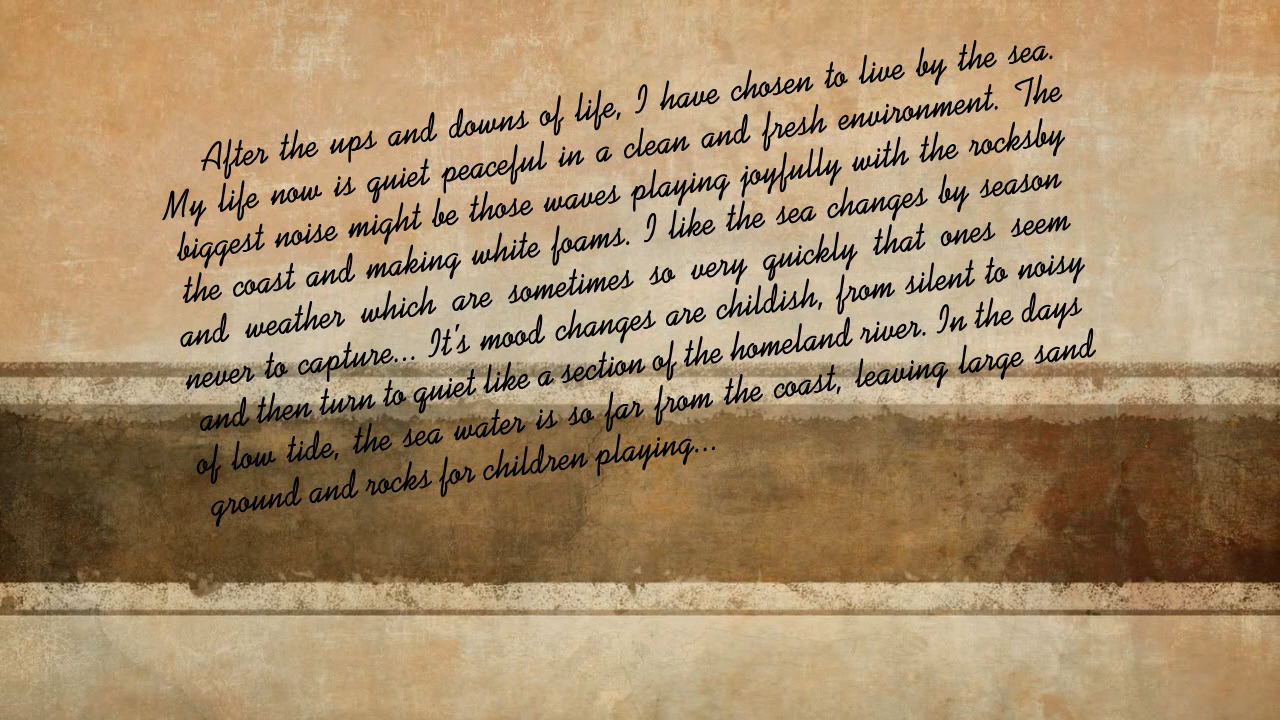 After the ups and downs of life, I have chosen to live by the sea.
My life now is quiet peaceful in a clean and fresh environment. The
biggest noise might be those waves playing joyfully with the rocksby
the coast and making white foams. I like the sea changes by season
and weather which are sometimes so very quickly that ones seem
never to capture... It's mood changes are childish, from silent to noisy
and then turn to quiet like a section of the homeland river. In the days
of low tide, the sea water is so far from the coast, leaving large sand
ground and rocks for children playing...